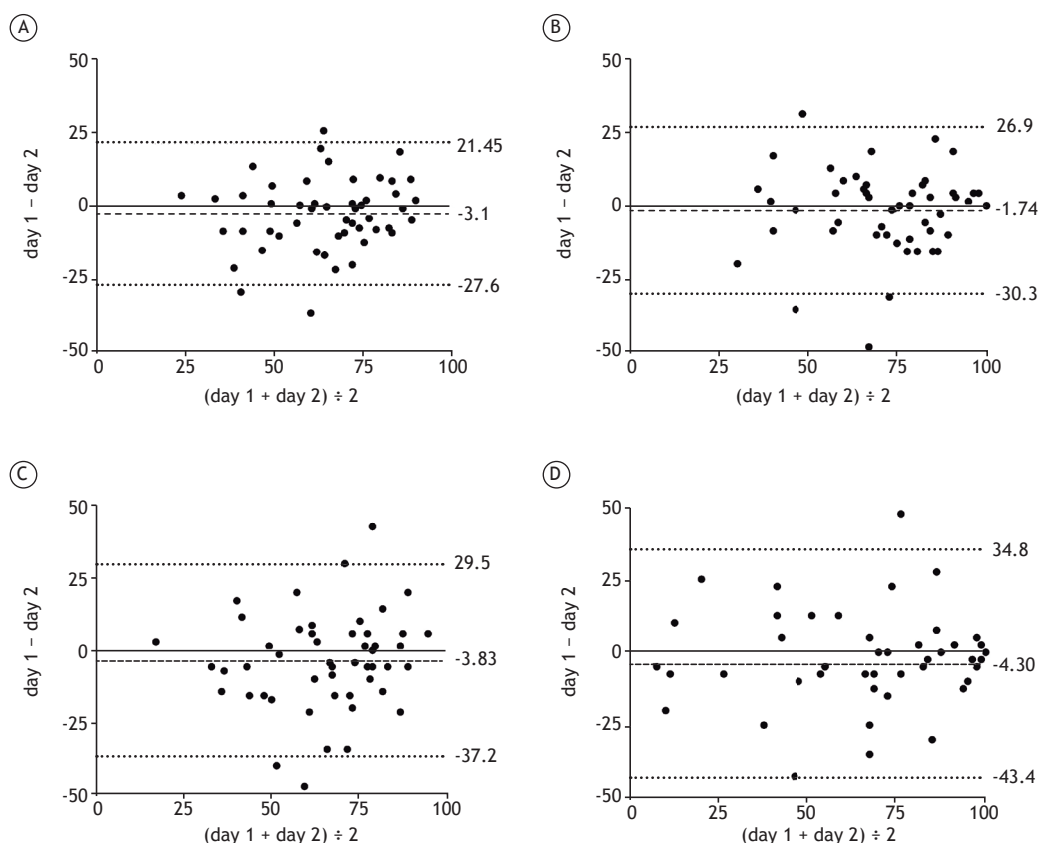 A
50
25
0
-25
-50
day 1 – day 2
21.45
-3.1
-27.6
0 25 50 75 100
(day 1 + day 2) ÷ 2
B
50
25
0
-25
-50
day 1 – day 2
26.9
-1.74
-30.3
0 25 50 75 100
(day 1 + day 2) ÷ 2
C
50
25
0
-25
-50
day 1 – day 2
29.5
-3.83
-37.2
0 25 50 75 100
(day 1 + day 2) ÷ 2
D
50
25
0
-25
-50
day 1 – day 2
34.8
-4.30
-43.4
0 25 50 75 100
(day 1 + day 2) ÷ 2